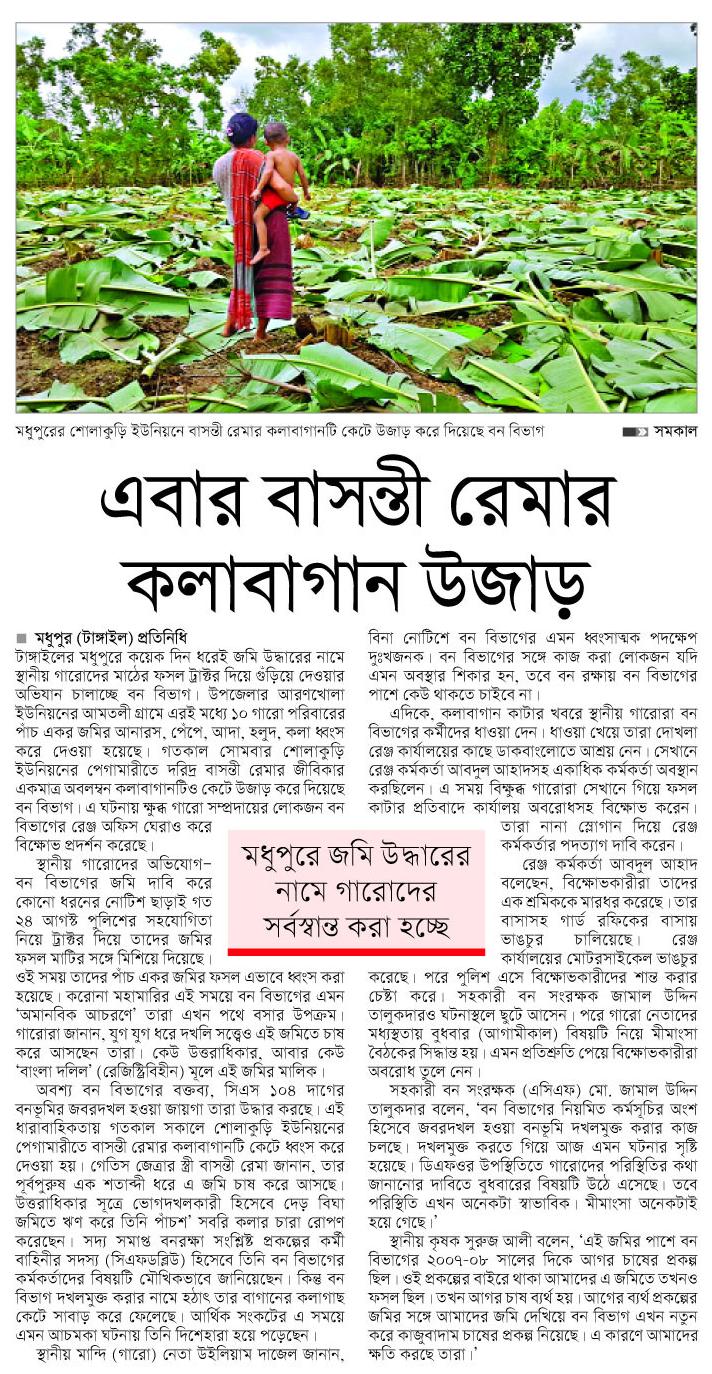 মধুপুরের শোলাকুড়ি ইউনিয়নে বাসন্তী রেমার কলাবাগানটি কেটে উজাড় করে দিয়েছে বন বিভাগ
সমকাল
এবার বাসন্তী রেমার
কলাবাগান উজাড়
মধুপুর (টাঙ্গাইল) প্রতিনিধি
টাঙ্গাইলের মধুপুরে কয়েক দিন ধরেই জমি উদ্ধারের নামে
স্থানীয় গারোদের মাঠের ফসল ট্রাক্টর দিয়ে গুঁড়িয়ে দেওয়ার
অভিযান চালাচ্ছে বন বিভাগ। উপজেলার আরণখোলা
ইউনিয়নের আমতলী গ্রামে এরই মধ্যে ১০ গারো পরিবারের
পাঁচ একর জমির আনারস, পেঁপে, আদা, হলুদ, কলা ধ্বংস
করে দেওয়া হয়েছে। গতকাল সোমবার শোলাকুড়ি
ইউনিয়নের পেগামারীতে দরিদ্র বাসন্তী রেমার জীবিকার
একমাত্র অবলম্বন কলাবাগানটিও কেটে উজাড় করে দিয়েছে
বন বিভাগ। এ ঘটনায় ক্ষুব্ধ গারো সম্প্রদায়ের লোকজন বন
বিভাগের রেঞ্জ অফিস ঘেরাও করে
বিক্ষোভ প্রদর্শন করেছে।
স্থানীয় গারোদের অভিযোগ–
বন বিভাগের জমি দাবি করে
কোনো ধরনের নোটিশ ছাড়াই গত
২৪ আগস্ট পুলিশের সহযোগিতা
নিয়ে ট্রাক্টর দিয়ে তাদের জমির
ফসল মাটির সঙ্গে মিশিয়ে দিয়েছে।
ওই সময় তাদের পাঁচ একর জমির ফসল এভাবে ধ্বংস করা
হয়েছে। করোনা মহামারির এই সময়ে বন বিভাগের এমন
'অমানবিক আচরণে' তারা এখন পথে বসার উপক্রম।
গারোরা জানান, যুগ যুগ ধরে দখলি সত্ত্বেও এই জমিতে চাষ
করে আসছেন তারা। কেউ উত্তরাধিকার, আবার কেউ
'বাংলা দলিল' (রেজিস্ট্রিবিহীন) মূলে এই জমির মালিক।
অবশ্য বন বিভাগের বক্তব্য, সিএস ১০৪ দাগের
বনভূমির জবরদখল হওয়া জায়গা তারা উদ্ধার করছে। এই
ধারাবাহিকতায় গতকাল সকালে শোলাকুড়ি ইউনিয়নের
পেগামারীতে বাসন্তী রেমার কলাবাগানটি কেটে ধ্বংস করে
দেওয়া হয়। গেতিস জেত্রার স্ত্রী বাসন্তী রেমা জানান, তার
পূর্বপুরুষ এক শতাব্দী ধরে এ জমি চাষ করে আসছে।
উত্তরাধিকার সূত্রে ভোগদখলকারী হিসেবে দেড় বিঘা
জমিতে ঋণ করে তিনি পাঁচশ' সবরি কলার চারা রোপণ
করেছেন। সদ্য সমাপ্ত বনরক্ষা সংশ্লিষ্ট প্রকল্পের কর্মী
বাহিনীর সদস্য (সিএফডব্লিউ) হিসেবে তিনি বন বিভাগের
কর্মকর্তাদের বিষয়টি মৌখিকভাবে জানিয়েছেন। কিন্তু বন
বিভাগ দখলমুক্ত করার নামে হঠাৎ তার বাগানের কলাগাছ
কেটে সাবাড় করে ফেলেছে। আর্থিক সংকটের এ সময়ে
এমন আচমকা ঘটনায় তিনি দিশেহারা হয়ে পড়েছেন।
স্থানীয় মান্দি (গারো) নেতা উইলিয়াম দাজেল জানান,
বিনা নোটিশে বন বিভাগের এমন ধ্বংসাত্মক পদক্ষেপ
দুঃখজনক। বন বিভাগের সঙ্গে কাজ করা লোকজন যদি
এমন অবস্থার শিকার হন, তবে বন রক্ষায় বন বিভাগের
পাশে কেউ থাকতে চাইবে না।
এদিকে, কলাবাগান কাটার খবরে স্থানীয় গারোরা বন
বিভাগের কর্মীদের ধাওয়া দেন। ধাওয়া খেয়ে তারা দোখলা
রেঞ্জ কার্যালয়ের কাছে ডাকবাংলোতে আশ্রয় নেন। সেখানে
রেঞ্জ কর্মকর্তা আবদুল আহাদসহ একাধিক কর্মকর্তা অবস্থান
করছিলেন। এ সময় বিক্ষুব্ধ গারোরা সেখানে গিয়ে ফসল
কাটার প্রতিবাদে কার্যালয় অবরোধসহ বিক্ষোভ করেন।
তারা নানা স্লোগান দিয়ে রেঞ্জ
কর্মকর্তার পদত্যাগ দাবি করেন।
রেঞ্জ কর্মকর্তা আবদুল আহাদ
বলেছেন, বিক্ষোভকারীরা তাদের
এক শ্রমিককে মারধর করেছে। তার
বাসাসহ গার্ড রফিকের বাসায়
ভাঙচুর চালিয়েছে। রেঞ্জ
কার্যালয়ের মোটরসাইকেল ভাঙচুর
করেছে। পরে পুলিশ এসে বিক্ষোভকারীদের শান্ত করার
চেষ্টা করে। সহকারী বন সংরক্ষক জামাল উদ্দিন
তালুকদারও ঘটনাস্থলে ছুটে আসেন। পরে গারো নেতাদের
মধ্যস্থতায় বুধবার (আগামীকাল) বিষয়টি নিয়ে মীমাংসা
বৈঠকের সিদ্ধান্ত হয়। এমন প্রতিশ্রুতি পেয়ে বিক্ষোভকারীরা
অবরোধ তুলে নেন।
সহকারী বন সংরক্ষক (এসিএফ) মো. জামাল উদ্দিন
তালুকদার বলেন, 'বন বিভাগের নিয়মিত কর্মসূচির অংশ
হিসেবে জবরদখল হওয়া বনভূমি দখলমুক্ত করার কাজ
চলছে। দখলমুক্ত করতে গিয়ে আজ এমন ঘটনার সৃষ্টি
হয়েছে। ডিএফওর উপস্থিতিতে গারোদের পরিস্থিতির কথা
জানানোর দাবিতে বুধবারের বিষয়টি উঠে এসেছে। তবে
পরিস্থিতি এখন অনেকটা স্বাভাবিক। মীমাংসা অনেকটাই
হয়ে গেছে।'
স্থানীয় কৃষক সুরুজ আলী বলেন, 'এই জমির পাশে বন
বিভাগের ২০০৭-০৮ সালের দিকে আগর চাষের প্রকল্প
ছিল। ওই প্রকল্পের বাইরে থাকা আমাদের এ জমিতে তখনও
ফসল ছিল। তখন আগর চাষ ব্যর্থ হয়। আগের ব্যর্থ প্রকল্পের
জমির সঙ্গে আমাদের জমি দেখিয়ে বন বিভাগ এখন নতুন
করে কাজুবাদাম চাষের প্রকল্প নিয়েছে। এ কারণে আমাদের
ক্ষতি করছে তারা।'
মধুপুরে জমি উদ্ধারের
নামে গারোদের
সর্বস্বান্ত করা হচ্ছে